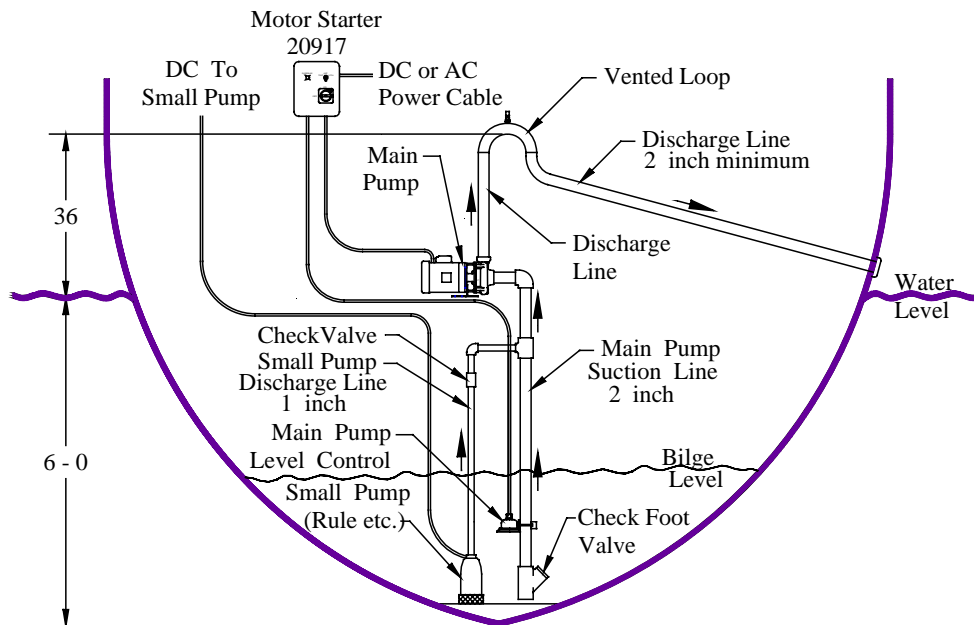 Motor Starter
20917
DC To
Small Pump
DC or AC
Power Cable
Vented Loop
Discharge Line
2 inch minimum
Main
Pump
36
Discharge
Line
Water
Level
CheckValve
Small Pump
Discharge Line
1 inch
Main Pump
Suction Line
2 inch
Main Pump
Level Control
6 - 0
Bilge
Level
Small Pump
(Rule etc.)
Check Foot
Valve